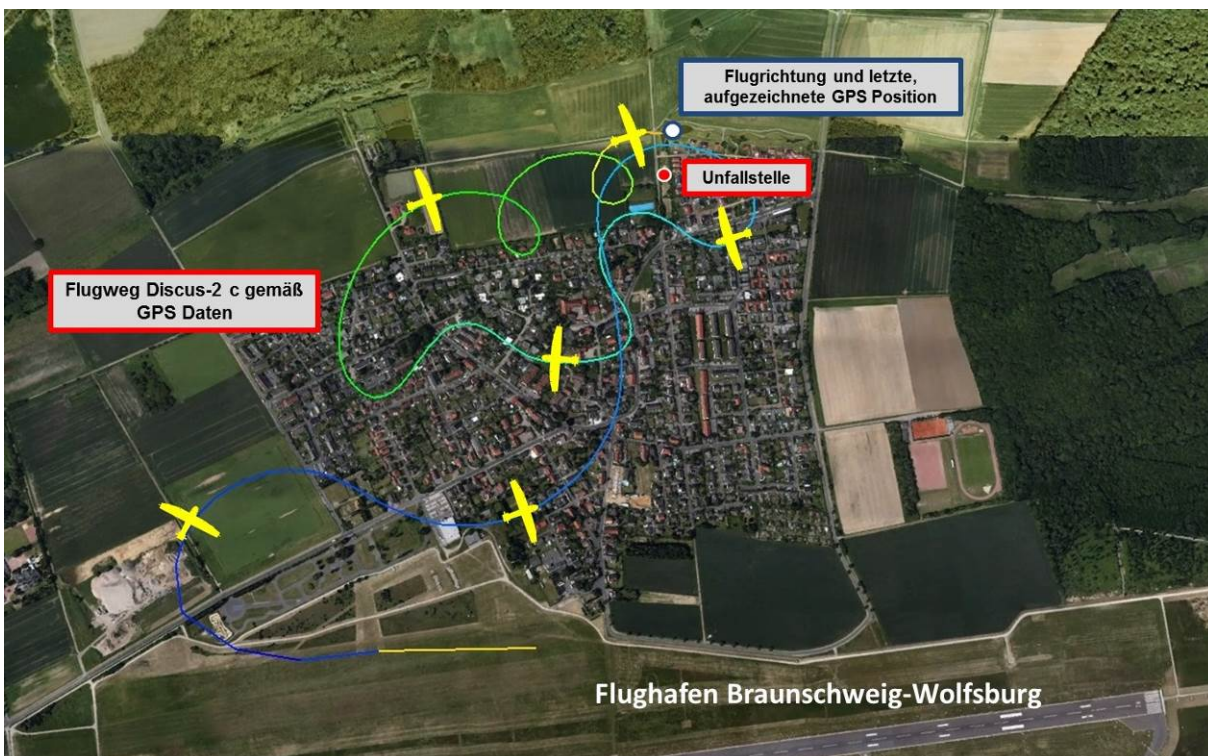 Flugrichtung und letzte,
aufgezeichnete GPS Position
Unfallstelle
Flugweg Discus-2 c gemäß
GPS Daten
Flughafen Braunschweig-Wolfsburg